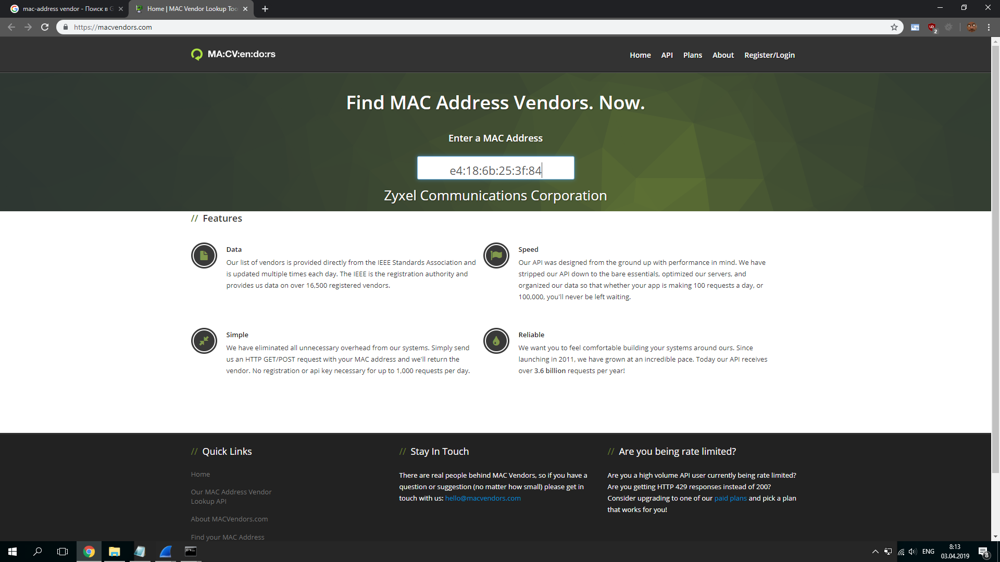 mac-address vendor - Поиск в G
Home | MAC Vendor Lookup Too
https://macvendors.com
2
MA:CV:en:do:rs
Home
API
Plans
About
Register/Login
Find MAC Address Vendors. Now.
Enter a MAC Address
e4:18:6b:25:3f:84
Zyxel Communications Corporation
// Features
Data
Our list of vendors is provided directly from the IEEE Standards Association and
is updated multiple times each day. The IEEE is the registration authority and
provides us data on over 16,500 registered vendors.
Speed
Our API was designed from the ground up with performance in mind. We have
stripped our API down to the bare essentials, optimized our servers, and
organized our data so that whether your app is making 100 requests a day, or
100,000, you'll never be left waiting.
Simple
We have eliminated all unnecessary overhead from our systems. Simply send
us an HTTP GET/POST request with your MAC address and we'll return the
vendor. No registration or api key necessary for up to 1,000 requests per day.
Reliable
We want you to feel comfortable building your systems around ours. Since
launching in 2011, we have grown at an incredible pace. Today our API receives
over 3.6 billion requests per year!
// Quick Links
Home
Our MAC Address Vendor
Lookup API
About MACVendors.com
Find your MAC Address
// Stay In Touch
There are real people behind MAC Vendors, so if you have a
question or suggestion (no matter how small) please get in
touch with us: hello@macvendors.com
// Are you being rate limited?
Are you a high volume API user currently being rate limited?
Are you getting HTTP 429 responses instead of 200?
Consider upgrading to one of our paid plans and pick a plan
that works for you!
ENG
8:13
03.04.2019
8